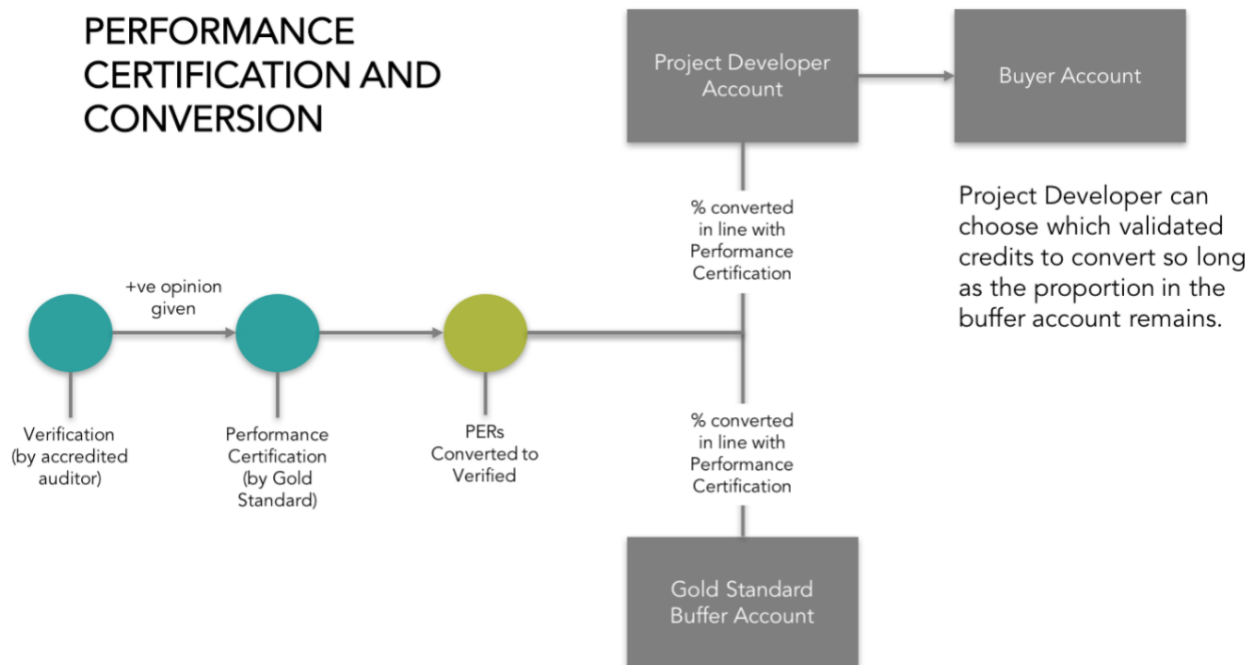 PERFORMANCE
CERTIFICATION AND
CONVERSION
Project Developer
Account
Buyer Account
% converted
in line with
Performance
Certification
Project Developer can
choose which validated
credits to convert so long
as the proportion in the
buffer account remains.
+ve opinion
given
Verification
(by accredited
auditor)
Performance
Certification
(by Gold
Standard)
PERs
Converted to
Verified
% converted
in line with
Performance
Certification
Gold Standard
Buffer Account